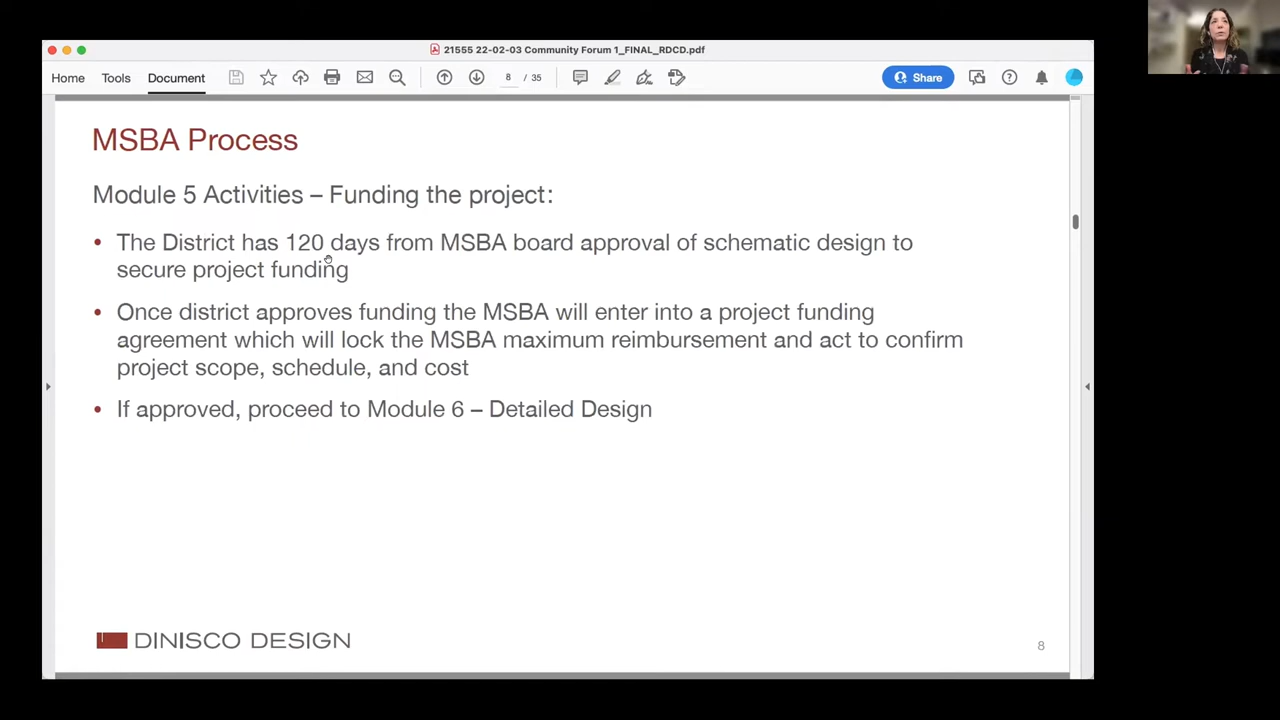 21555 22-02-03 Community Forum 1_FINAL_RDCD.pdf
Home Tools Document 8 / 35 Share
MSBA Process
Module 5 Activities – Funding the project:
• The District has 120 days from MSBA board approval of schematic design to
secure project funding
• Once district approves funding the MSBA will enter into a project funding
agreement which will lock the MSBA maximum reimbursement and act to confirm
project scope, schedule, and cost
• If approved, proceed to Module 6 – Detailed Design
DINISCO DESIGN
8